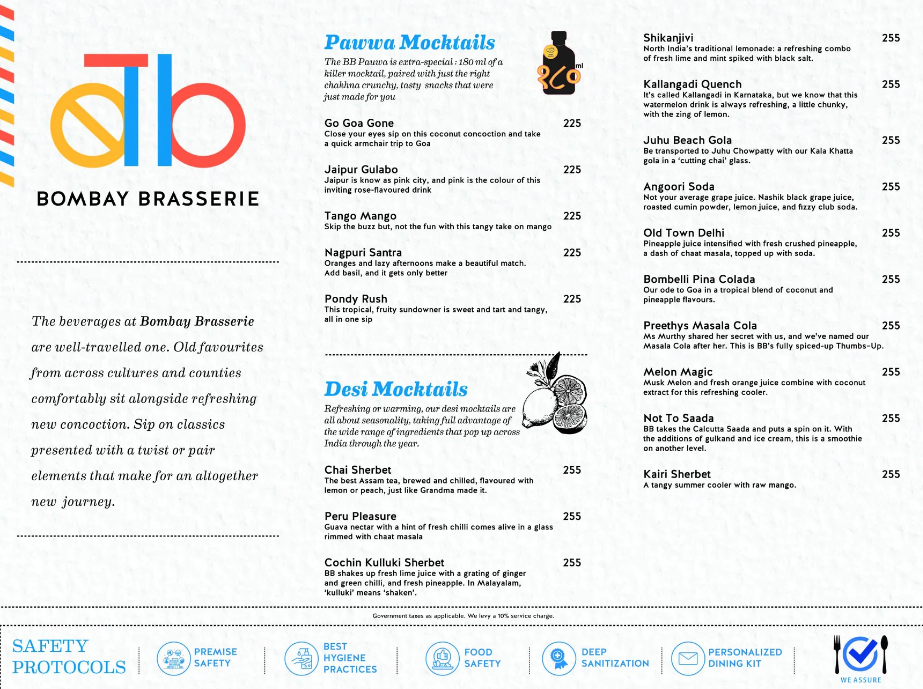 BOMBAY BRASSERIE
The beverages at Bombay Brasserie
are well-travelled one. Old favourites
from across cultures and counties
comfortably sit alongside refreshing
new concoction. Sip on classics
presented with a twist or pair
elements that make for an altogether
new journey.
Pawwa Mocktails
The BB Pauwa is extra-special : 180 ml of a
killer mocktail, paired with just the right
chakhna crunchy, tasty snacks that were
just made for you
ml
Go Goa Gone 225
Close your eyes sip on this coconut concoction and take
a quick armchair trip to Goa
Jaipur Gulabo 225
Jaipur is know as pink city, and pink is the colour of this
inviting rose-flavoured drink
Tango Mango 225
Skip the buzz but, not the fun with this tangy take on mango
Nagpuri Santra 225
Oranges and lazy afternoons make a beautiful match.
Add basil, and it gets only better
Pondy Rush 225
This tropical, fruity sundowner is sweet and tart and tangy,
all in one sip
Desi Mocktails
Refreshing or warming, our desi mocktails are
all about seasonality, taking full advantage of
the wide range of ingredients that pop up across
India through the year.
Chai Sherbet 255
The best Assam tea, brewed and chilled, flavoured with
lemon or peach, just like Grandma made it.
Peru Pleasure 255
Guava nectar with a hint of fresh chilli comes alive in a glass
rimmed with chaat masala
Cochin Kulluki Sherbet 255
BB shakes up fresh lime juice with a grating of ginger
and green chilli, and fresh pineapple. In Malayalam,
'kulluki' means 'shaken'.
Shikanjivi 255
North India's traditional lemonade: a refreshing combo
of fresh lime and mint spiked with black salt.
Kallangadi Quench 255
It's called Kallangadi in Karnataka, but we know that this
watermelon drink is always refreshing, a little chunky,
with the zing of lemon.
Juhu Beach Gola 255
Be transported to Juhu Chowpatty with our Kala Khatta
gola in a 'cutting chai' glass.
Angoori Soda 255
Not your average grape juice. Nashik black grape juice,
roasted cumin powder, lemon juice, and fizzy club soda.
Old Town Delhi 255
Pineapple juice intensified with fresh crushed pineapple,
a dash of chaat masala, topped up with soda.
Bombelli Pina Colada 255
Our ode to Goa in a tropical blend of coconut and
pineapple flavours.
Preethys Masala Cola 255
Ms Murthy shared her secret with us, and we've named our
Masala Cola after her. This is BB's fully spiced-up Thumbs-Up.
Melon Magic 255
Musk Melon and fresh orange juice combine with coconut
extract for this refreshing cooler.
Not To Saada 255
BB takes the Calcutta Saada and puts a spin on it. With
the additions of gulkand and ice cream, this is a smoothie
on another level.
Kairi Sherbet 255
A tangy summer cooler with raw mango.
Government taxes as applicable. We levy a 10% service charge.
SAFETY
PROTOCOLS
PREMISE
SAFETY
BEST
HYGIENE
PRACTICES
FOOD
SAFETY
DEEP
SANITIZATION
PERSONALIZED
DINING KIT
WE ASSURE